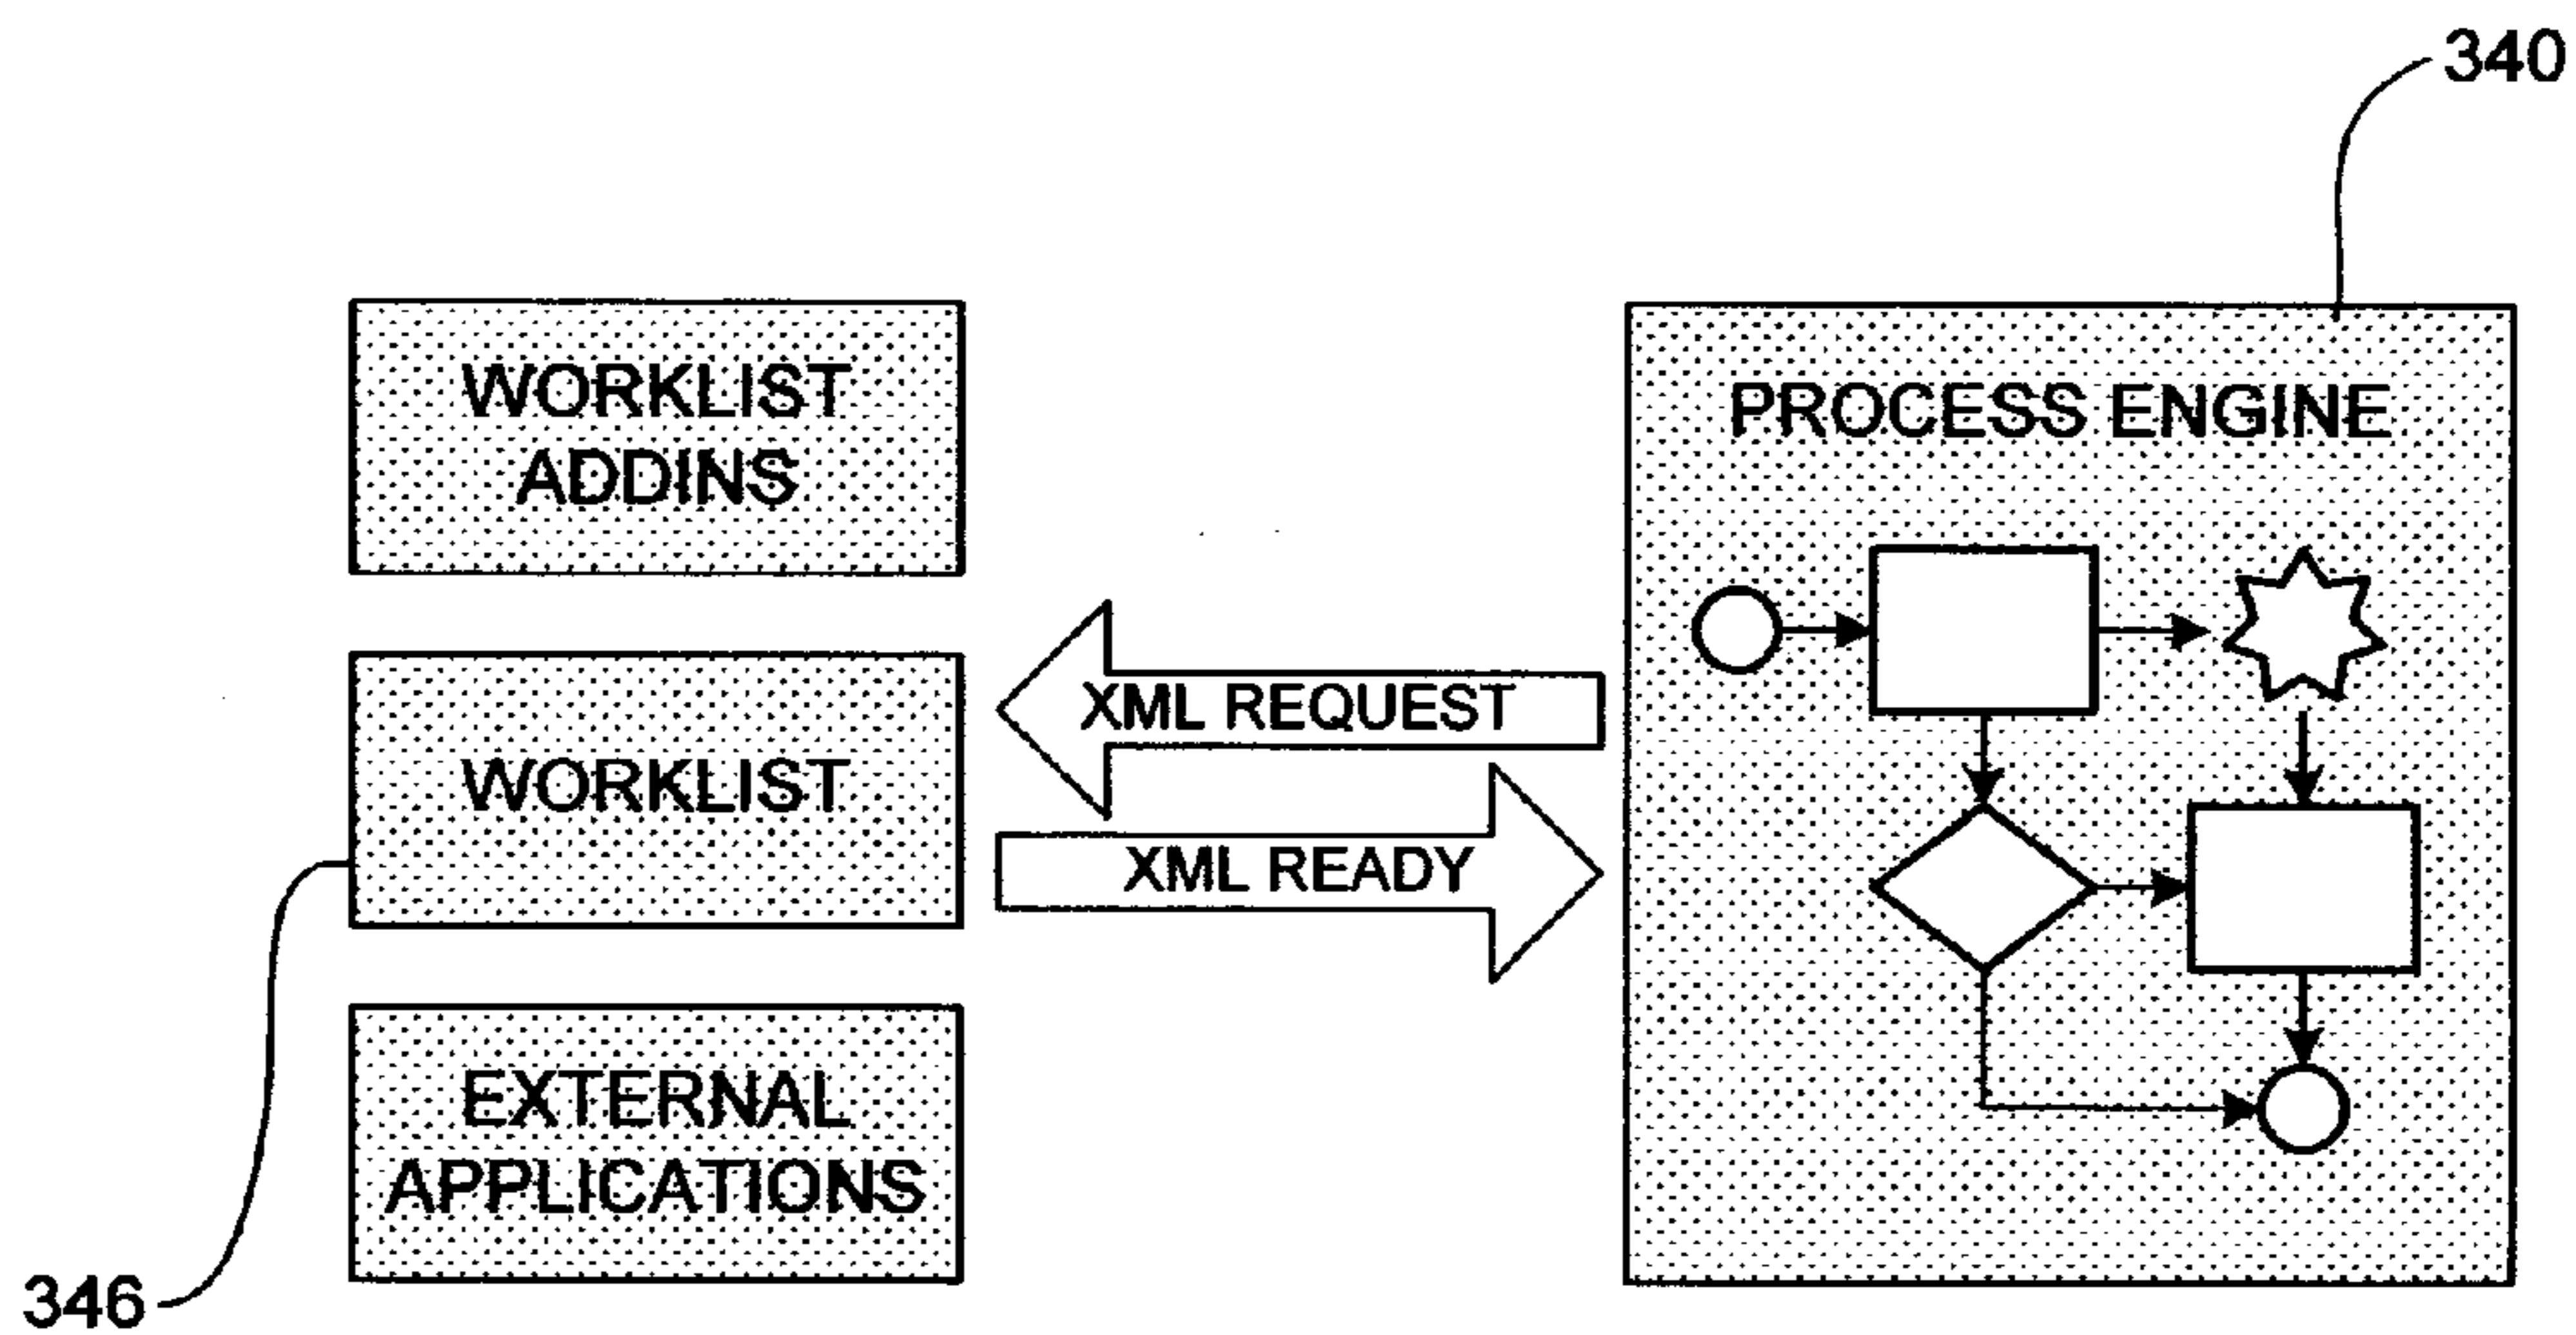 340
WORKLIST
ADDINS
PROCESS ENGINE
XML REQUEST
WORKLIST
XML READY
EXTERNAL
APPLICATIONS
346